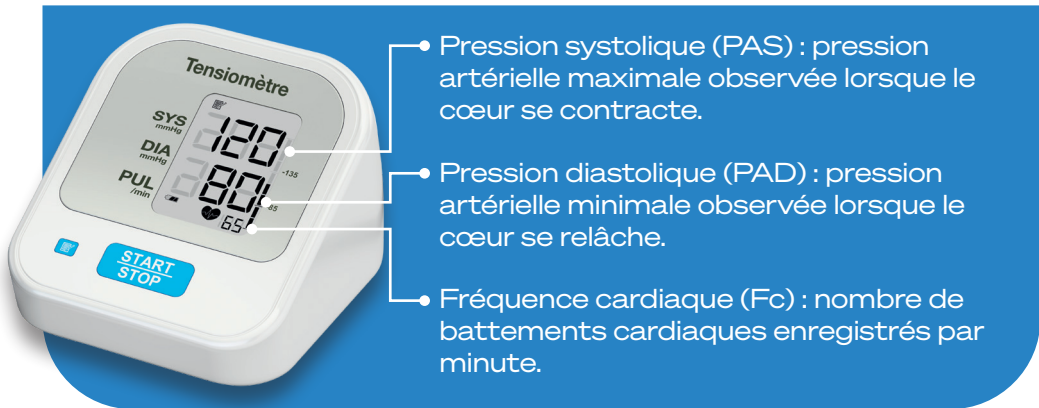 Tensiomètre
SYS
mmHg
DIA
mmHg
PUL
/min
120
80
65
-135
-85
START
STOP
Pression systolique (PAS) : pression
artérielle maximale observée lorsque le
cœur se contracte.
Pression diastolique (PAD) : pression
artérielle minimale observée lorsque le
cœur se relâche.
Fréquence cardiaque (Fc) : nombre de
battements cardiaques enregistrés par
minute.